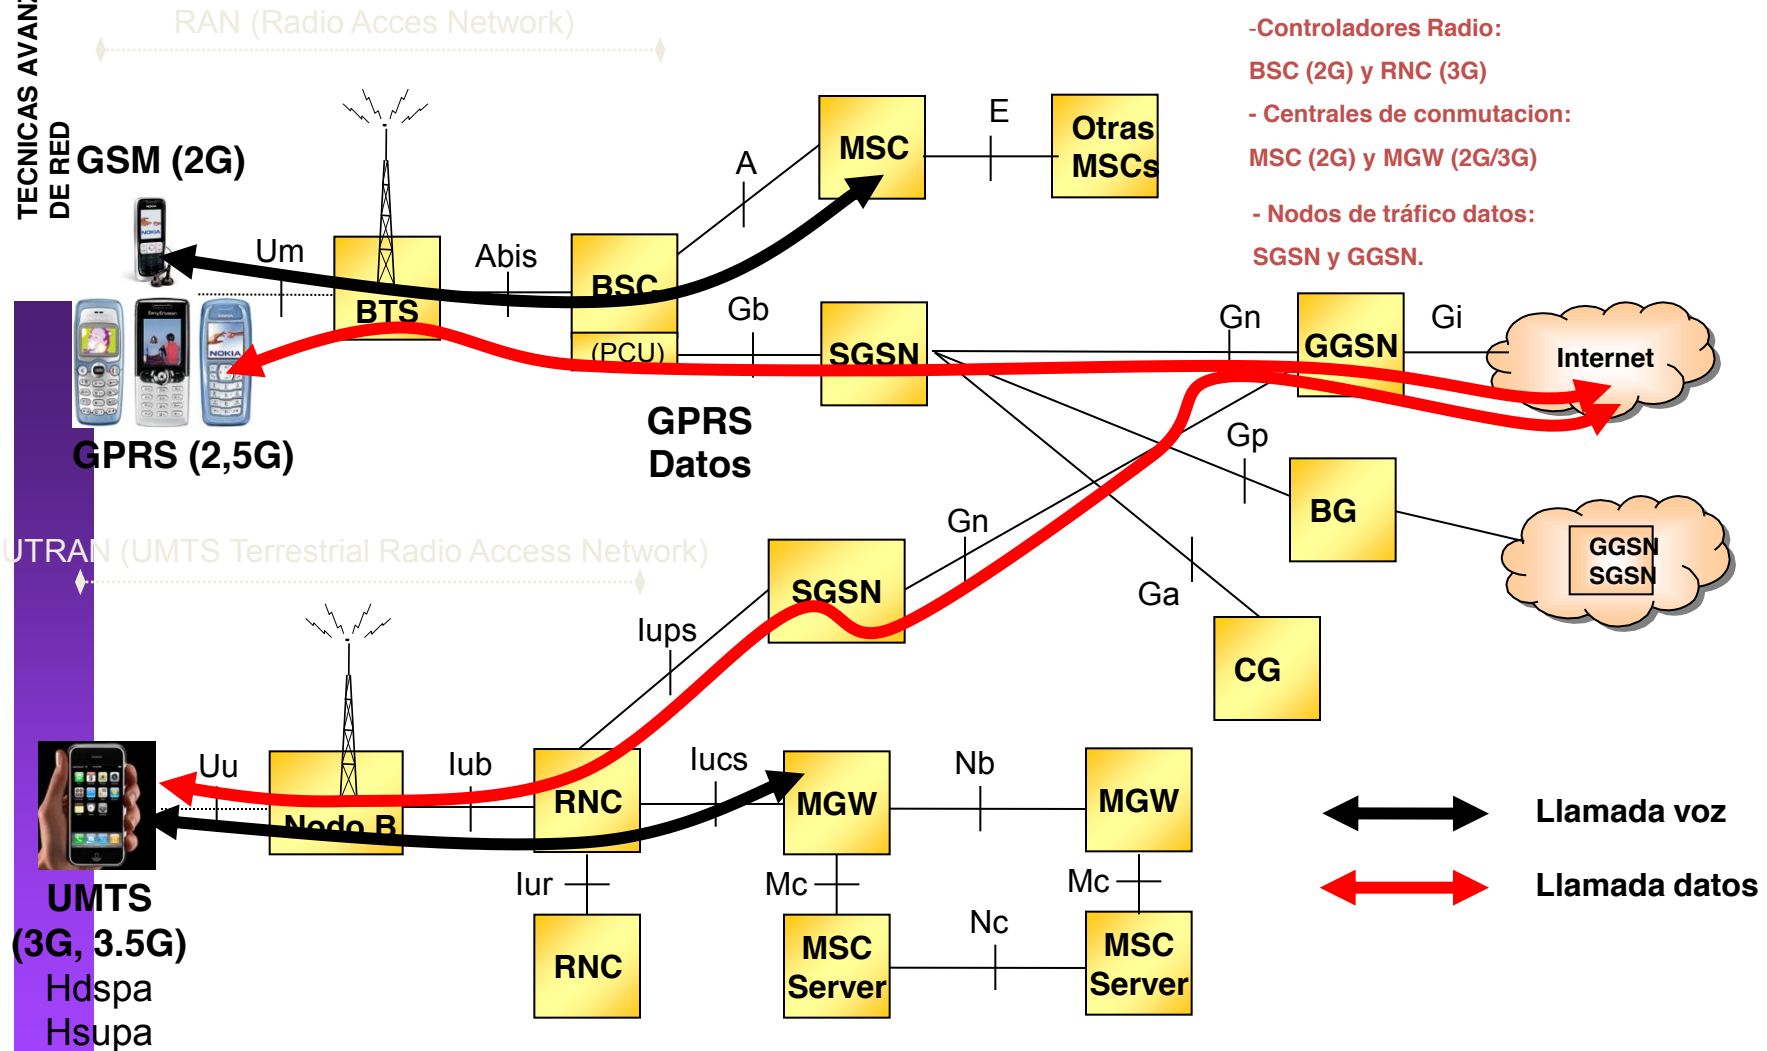 TECNICAS AVANZ
DE RED
RAN (Radio Acces Network)
-Controladores Radio:
BSC (2G) y RNC (3G)
- Centrales de conmutacion:
MSC (2G) y MGW (2G/3G)
- Nodos de tráfico datos:
SGSN y GGSN.
GSM (2G)
Um
BTS
Abis
BSC
(PCU)
A
MSC
E
Otras
MSCs
Gb
SGSN
Gn
GGSN
Gi
Internet
GPRS (2,5G)
GPRS
Datos
Gp
BG
GGSN
SGSN
Ga
CG
UTRAN (UMTS Terrestrial Radio Access Network)
Gn
SGSN
Iups
Uu
Nodo B
Iub
RNC
Iucs
MGW
Nb
MGW
Iur
RNC
Mc
MSC
Server
Nc
Mc
MSC
Server
Llamada voz
Llamada datos
UMTS
(3G, 3.5G)
Hdspa
Hsupa